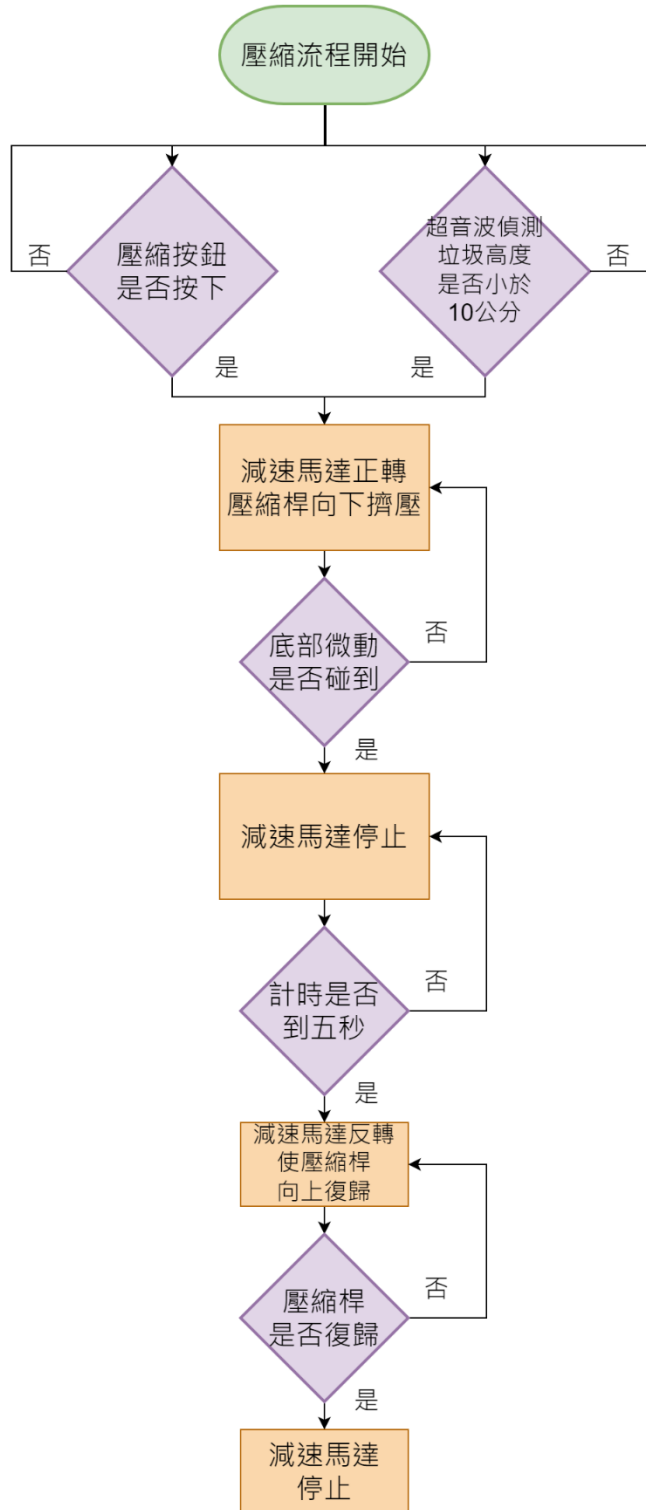 壓縮流程開始
否
壓縮按鈕
是否按下
超音波偵測
垃圾高度
是否小於
10公分
否
是
是
減速馬達正轉
壓縮桿向下擠壓
底部微動
是否碰到
否
是
減速馬達停止
計時是否
到五秒
否
是
減速馬達反轉
使壓縮桿
向上復歸
壓縮桿
是否復歸
否
是
減速馬達
停止